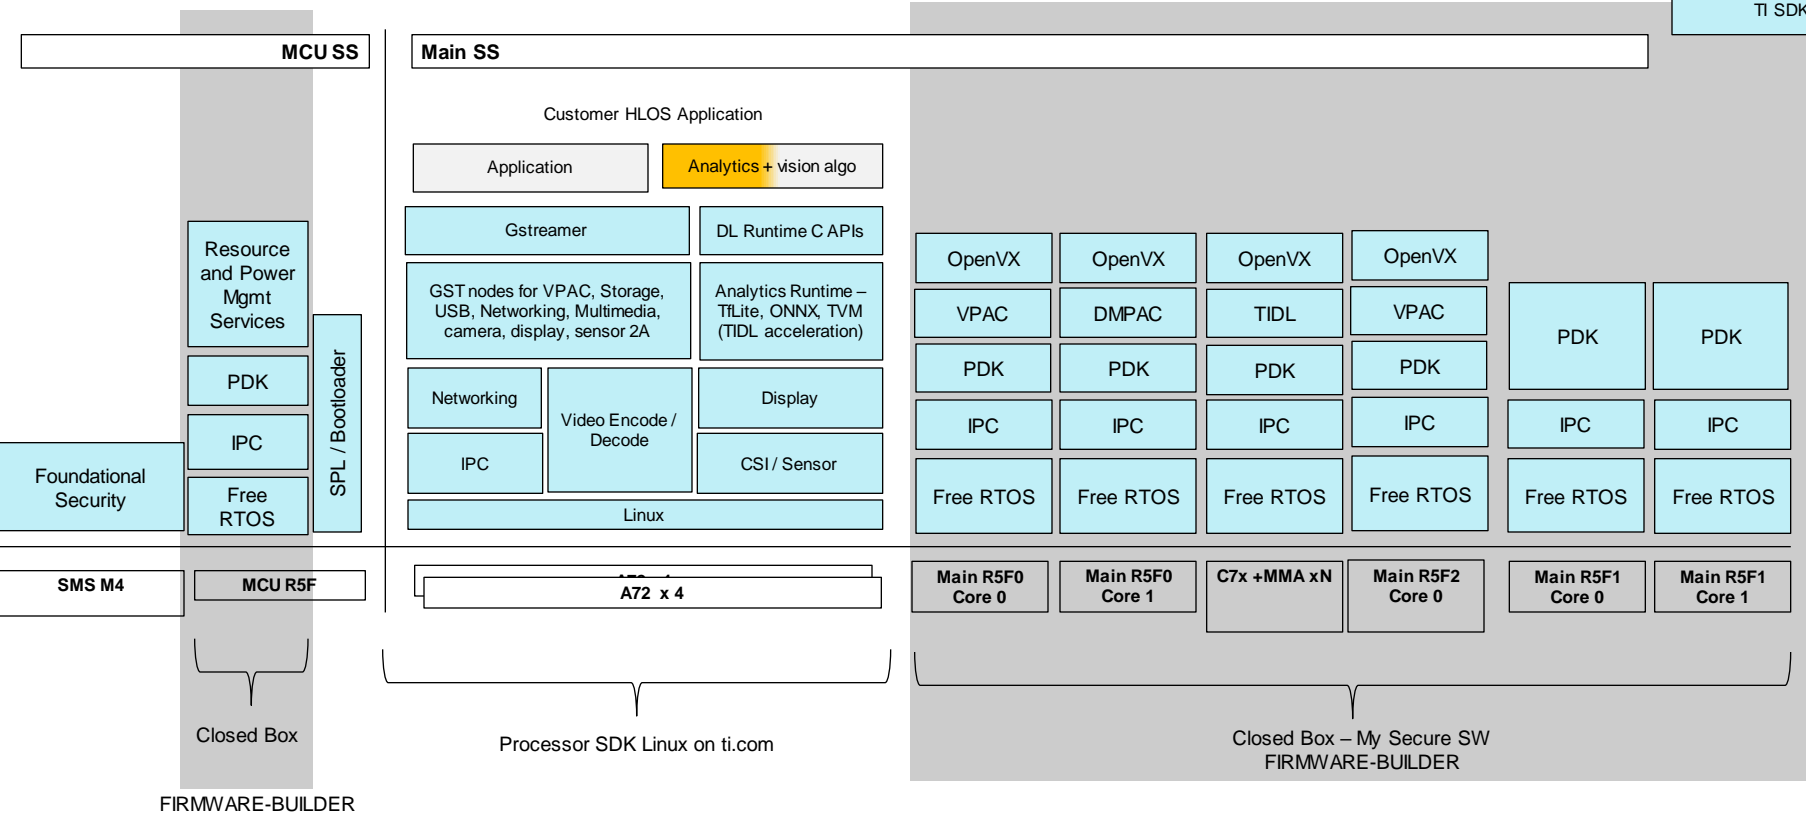 TI SDK
MCU SS
Main SS
Customer HLOS Application
Application
Analytics + vision algo
Resource
and Power
Mgmt
Services
PDK
IPC
Free
RTOS
SPL / Bootloader
Foundational
Security
Gstreamer
DL Runtime C APIs
GST nodes for VPAC, Storage,
USB, Networking, Multimedia,
camera, display, sensor 2A
Analytics Runtime –
TfLite, ONNX, TVM
(TIDL acceleration)
Networking
Video Encode /
Decode
Display
IPC
CSI / Sensor
Linux
OpenVX
VPAC
PDK
IPC
Free RTOS
OpenVX
DMPAC
PDK
IPC
Free RTOS
OpenVX
TIDL
PDK
IPC
Free RTOS
OpenVX
VPAC
PDK
IPC
Free RTOS
PDK
IPC
Free RTOS
PDK
IPC
Free RTOS
SMS M4
MCU R5F
A72 x 4
Main R5F0
Core 0
Main R5F0
Core 1
C7x +MMA xN
Main R5F2
Core 0
Main R5F1
Core 0
Main R5F1
Core 1
Closed Box
FIRMWARE-BUILDER
Processor SDK Linux on ti.com
Closed Box – My Secure SW
FIRMWARE-BUILDER